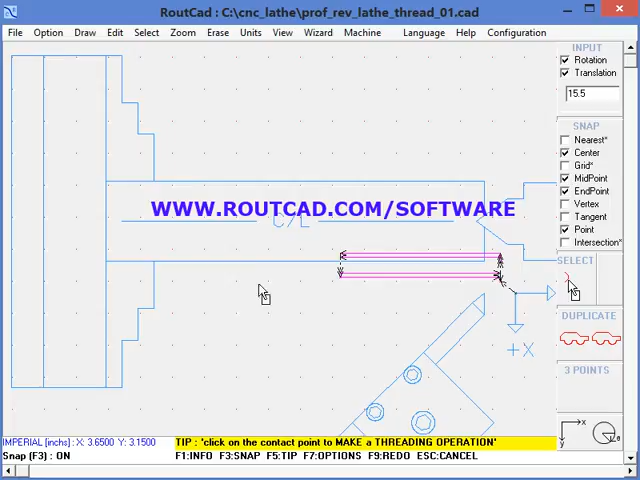 RoutCad : C:\cnc_lathe\prof_rev_lathe_thread_01.cad
File Option Draw Edit Select Zoom Erase Units View Wizard Machine Language Help Configuration
INPUT
Rotation
Translation
15.5
SNAP
Nearest*
Center
Grid*
MidPoint
EndPoint
Vertex
Tangent
Point
Intersection*
WWW.ROUTCAD.COM/SOFTWARE
C/L
SELECT
DUPLICATE
+X
3 POINTS
IMPERIAL [inchs] : X: 3.6500 Y: 3.1500
TIP : 'click on the contact point to MAKE a THREADING OPERATION'
Snap (F3) : ON
F1:INFO F3:SNAP F5:TIP F7:OPTIONS F9:REDO ESC:CANCEL